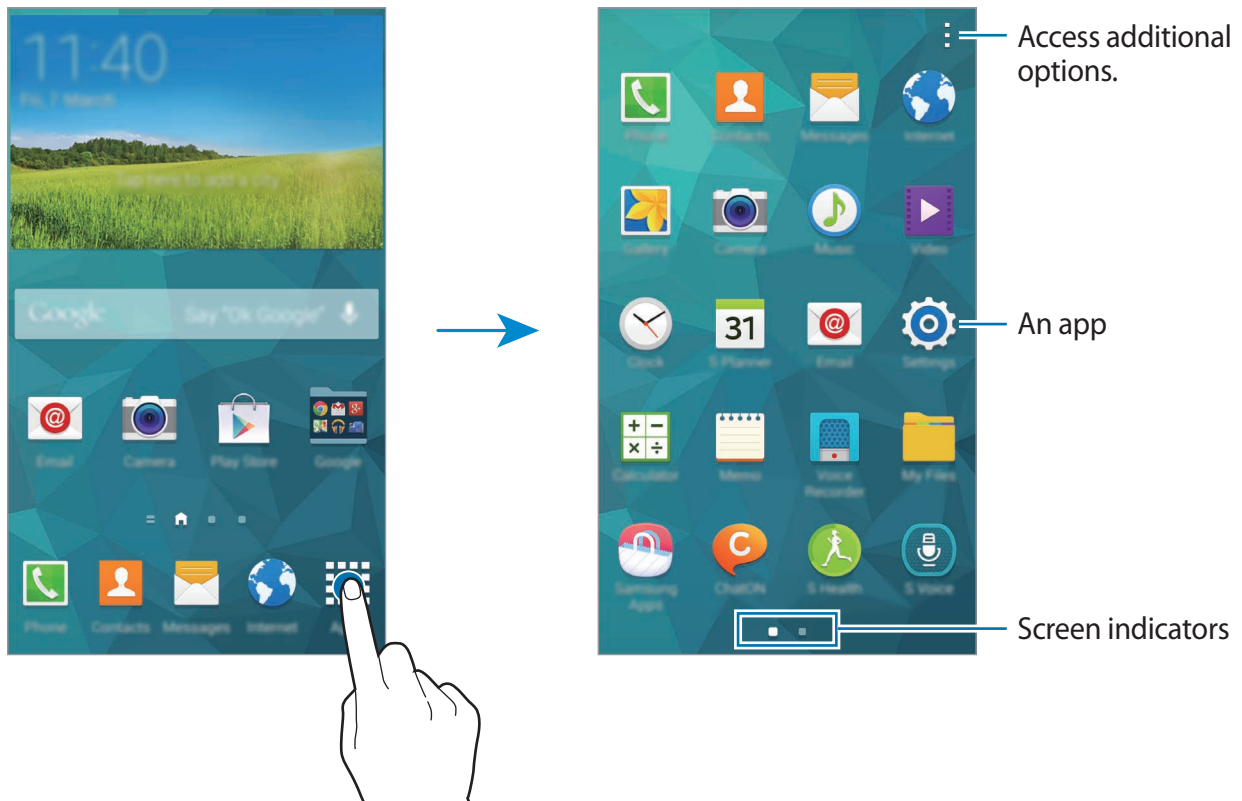 11:40
Fri, 7 March
Tap here to add a city
Google Say "Ok Google"
Email Camera Play Store Google
Phone Contacts Messages Internet
Access additional
options.
Phone Contacts Messages Internet
Gallery Camera Music Video
31
Clock S Planner Email Settings
An app
Calculator Memo Voice
Recorder My Files
C
Samsung
Apps ChatON S Health S Voice
Screen indicators